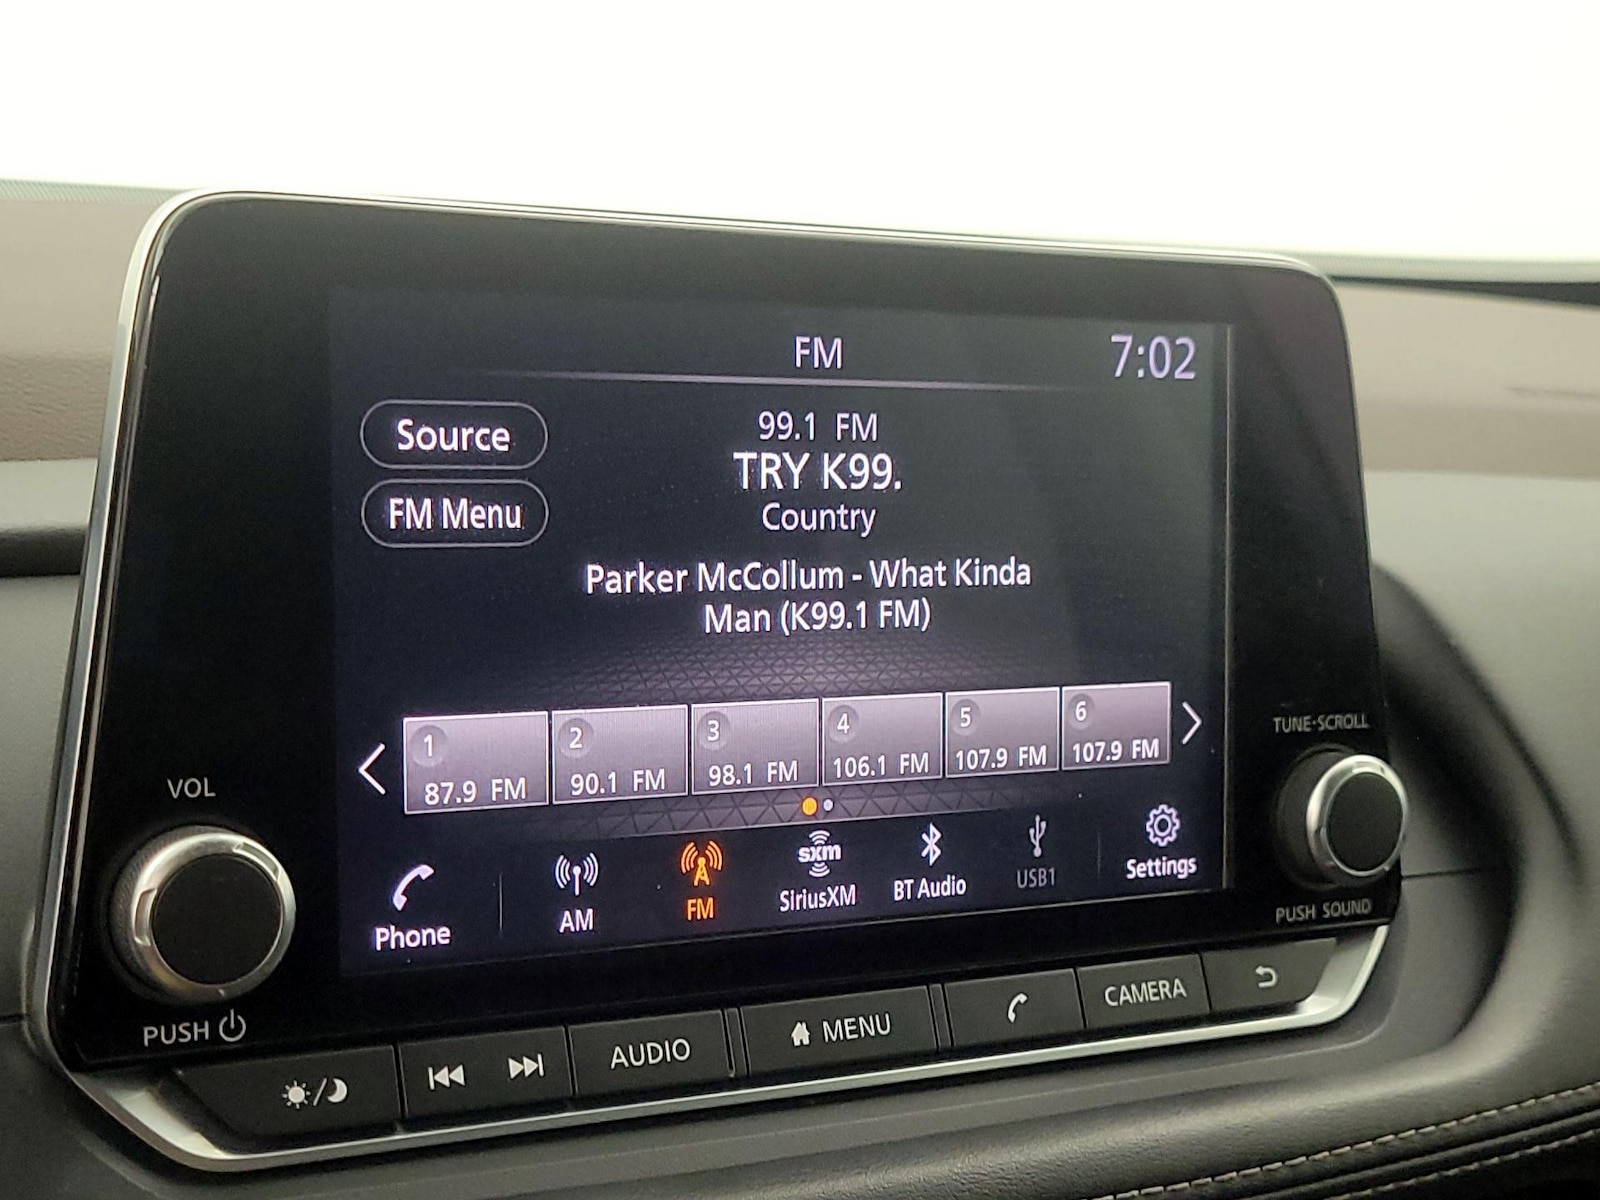 FM
7:02
Source
99.1 FM
TRY K99.
FM Menu
Country
Parker McCollum - What Kinda
Man (K99.1 FM)
1
87.9 FM
2
90.1 FM
3
98.1 FM
4
106.1 FM
5
107.9 FM
6
107.9 FM
VOL
TUNE·SCROLL
Phone
AM
FM
sxm
SiriusXM
BT Audio
USB1
Settings
PUSH
PUSH SOUND
AUDIO
MENU
CAMERA